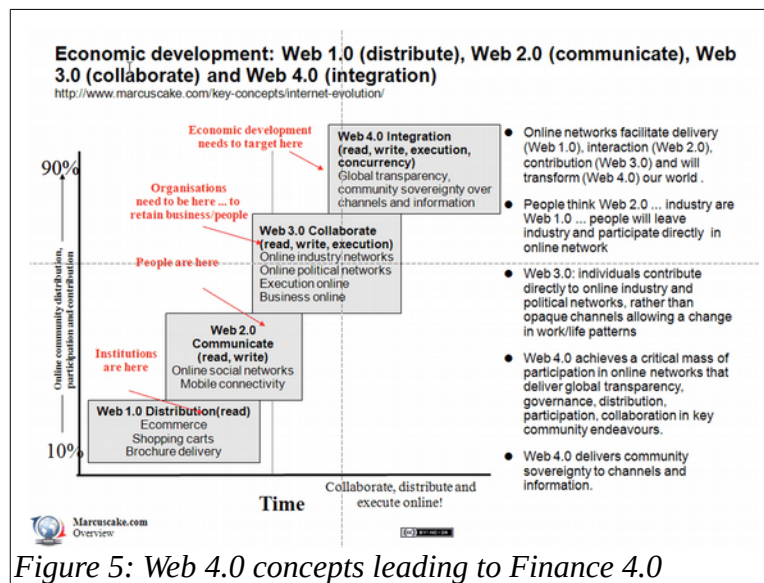 Economic development: Web 1.0 (distribute), Web 2.0 (communicate), Web
3.0 (collaborate) and Web 4.0 (integration)
http://www.marcuscake.com/key-concepts/internet-evolution/
Economic development
needs to target here
Web 4.0 Integration
(read, write, execution,
concurrency)
Global transparency,
community sovereignty over
channels and information
90%
Organisations
need to be here ... to
retain business/people
Web 3.0 Collaborate
(read, write, execution)
Online industry networks
Online political networks
Execution online
Business online
People are here
Online community distribution,
participation and contribution
Web 2.0
Communicate
(read, write)
Online social networks
Mobile connectivity
Institutions
are here
Web 1.0 Distribution(read)
Ecommerce
Shopping carts
Brochure delivery
10%
Time
Collaborate, distribute and
execute online!
● Online networks facilitate delivery
(Web 1.0), interaction (Web 2.0),
contribution (Web 3.0) and will
transform (Web 4.0) our world .
● People think Web 2.0 ... industry are
Web 1.0 ... people will leave
industry and participate directly in
online network
● Web 3.0: individuals contribute
directly to online industry and
political networks, rather than
opaque channels allowing a change
in work/life patterns
● Web 4.0 achieves a critical mass of
participation in online networks that
deliver global transparency,
governance, distribution,
participation, collaboration in key
community endeavours.
● Web 4.0 delivers community
sovereignty to channels and
information.
Marcuscake.com
Overview
cc BY-NC-SA
Figure 5: Web 4.0 concepts leading to Finance 4.0